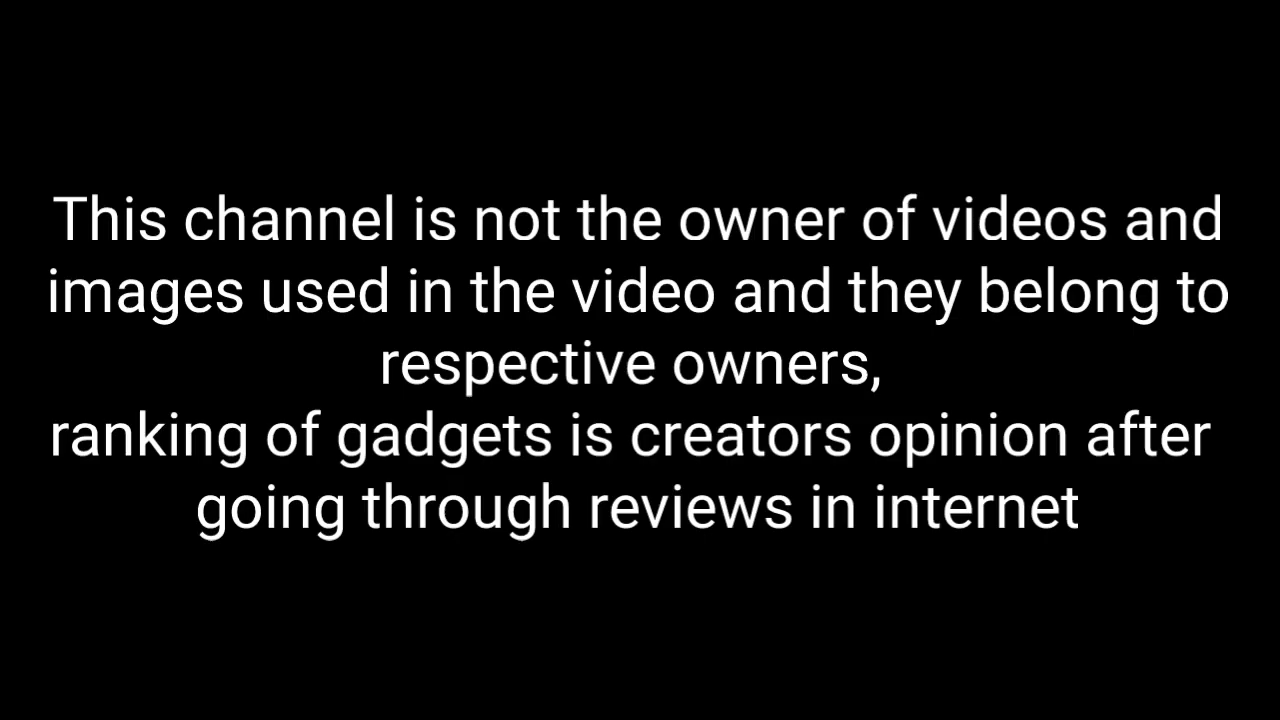 This channel is not the owner of videos and
images used in the video and they belong to
respective owners,
ranking of gadgets is creators opinion after
going through reviews in internet